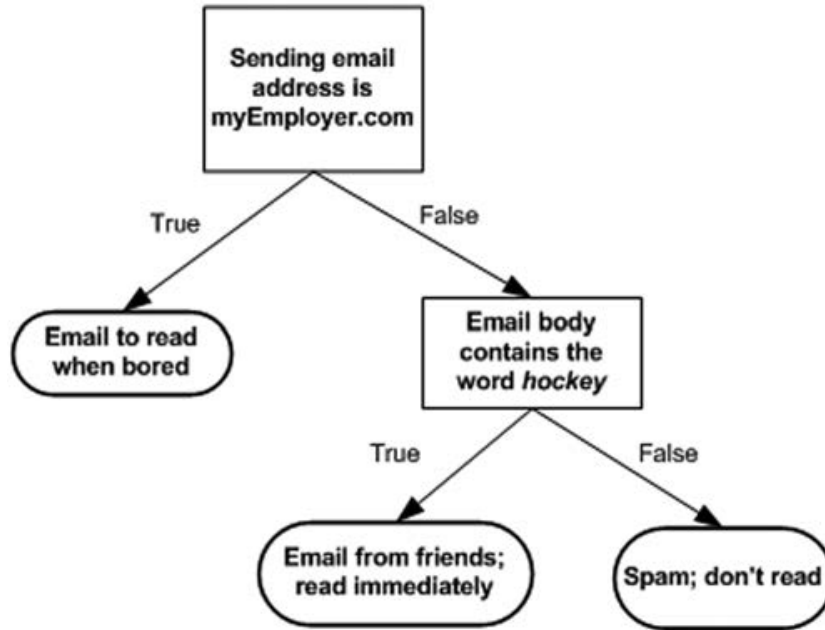 Sending email
address is
myEmployer.com
True
False
Email to read
when bored
Email body
contains the
word hockey
True
False
Email from friends;
read immediately
Spam; don't read